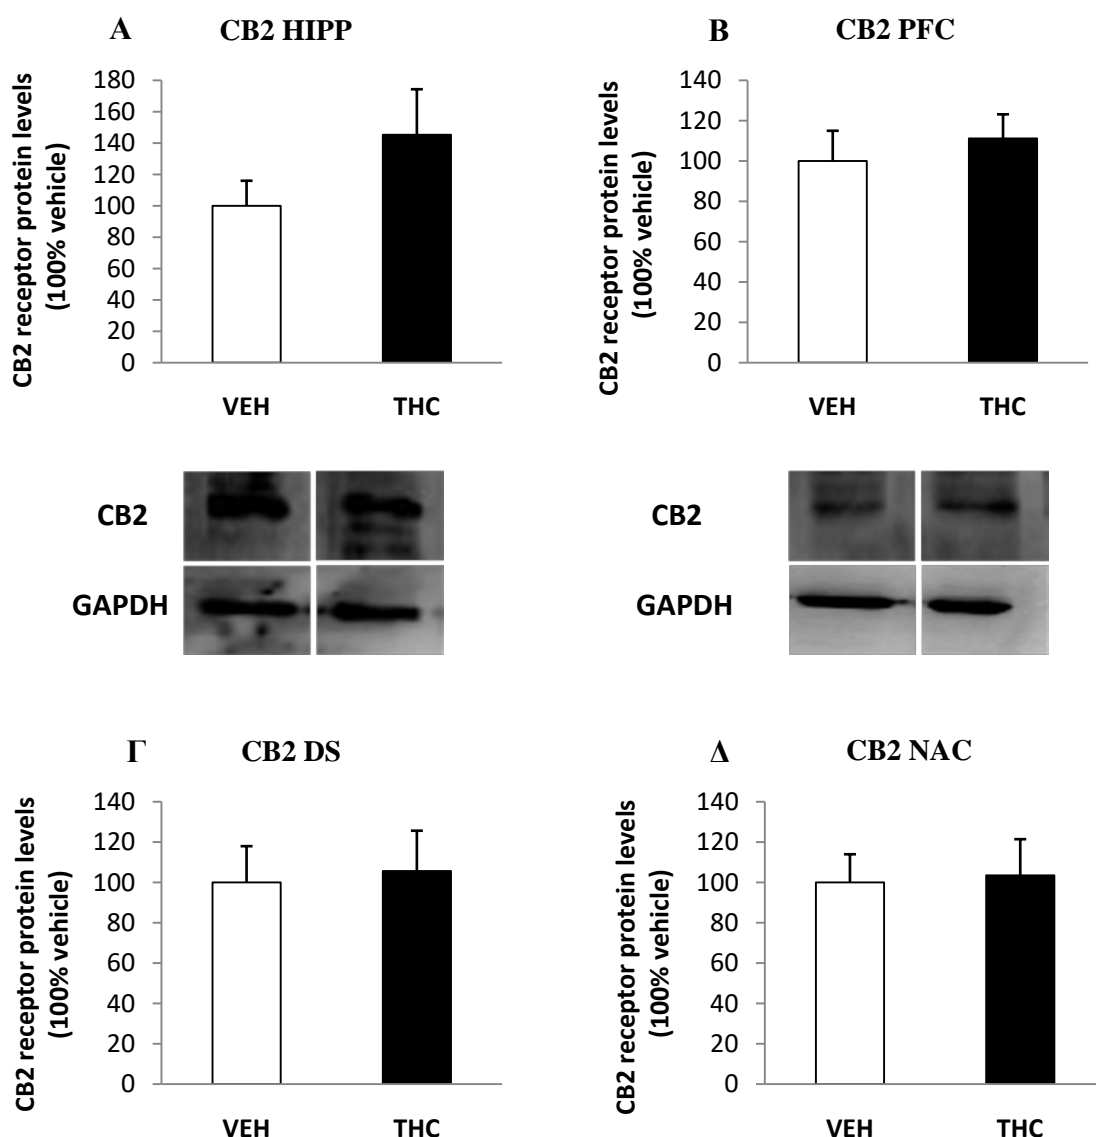 Α
CB2 HIPP
CB2 receptor protein levels
(100% vehicle)
180
160
140
120
100
80
60
40
20
0
VEH
THC
Β
CB2 PFC
CB2 receptor protein levels
(100% vehicle)
140
120
100
80
60
40
20
0
VEH
THC
CB2
GAPDH
CB2
GAPDH
Γ
CB2 DS
CB2 receptor protein levels
(100% vehicle)
140
120
100
80
60
40
20
0
VEH
THC
Δ
CB2 NAC
CB2 receptor protein levels
(100% vehicle)
140
120
100
80
60
40
20
0
VEH
THC